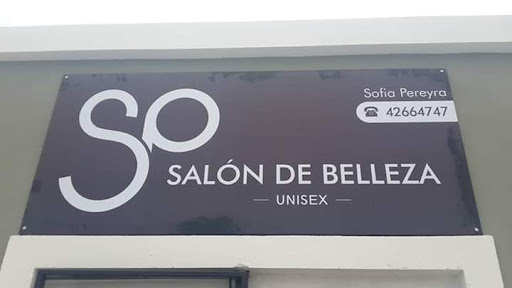 Sofia Pereyra
☎ 42664747
SP
SALÓN DE BELLEZA
— UNISEX —